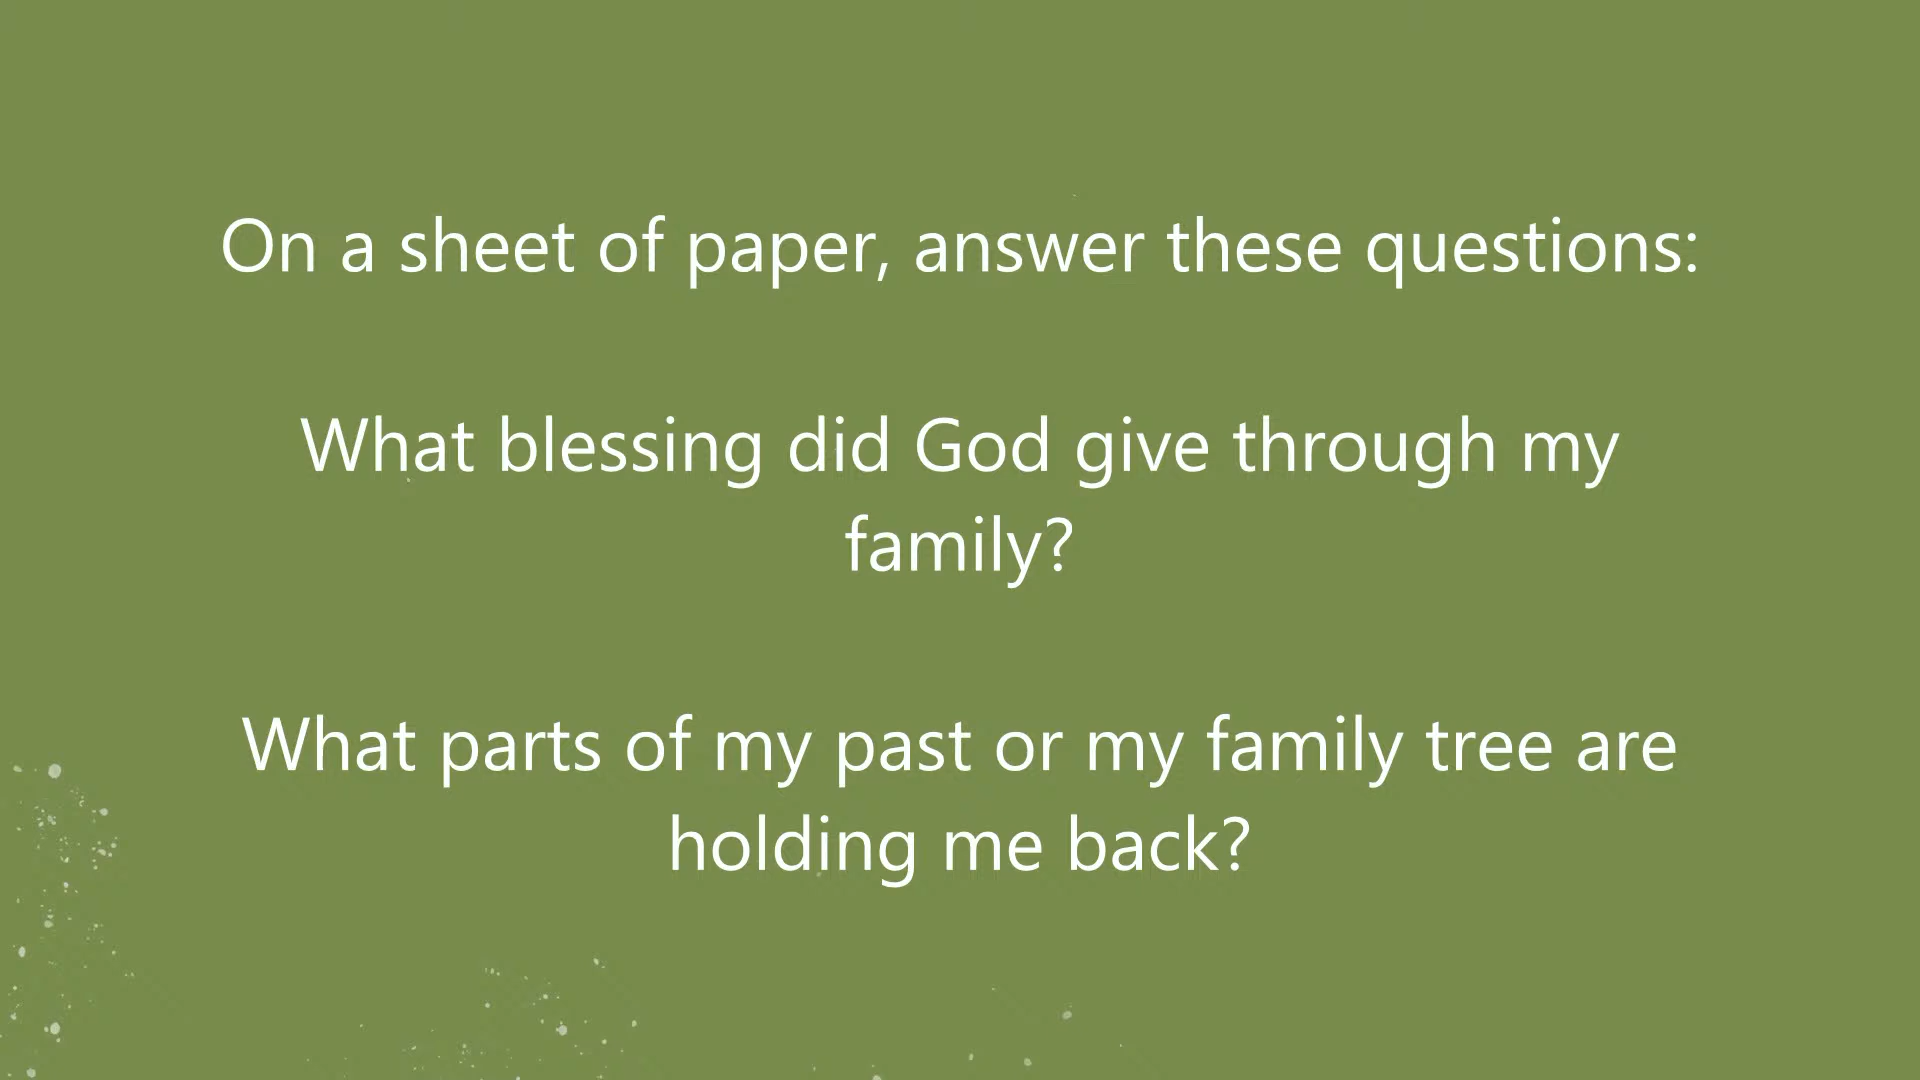 On a sheet of paper, answer these questions:
What blessing did God give through my
family?
What parts of my past or my family tree are
holding me back?